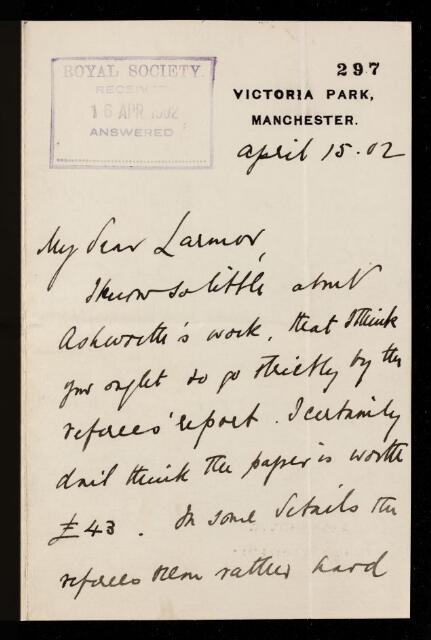 ROYAL SOCIETY.
RECEIVED
16 APR 1902
ANSWERED
297
VICTORIA PARK,
MANCHESTER.
April 15. 02
My dear Larmor,
I know so little about
Ashworth's work, that I think
you ought to go strictly by the
referees' report. I certainly
don't think the paper is worth
£43. In some details the
referees seem rather hard